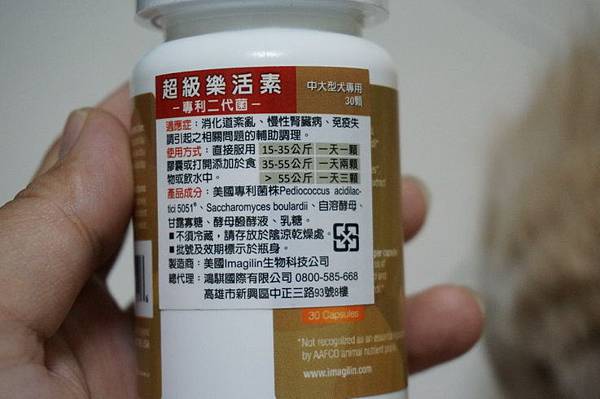 超級樂活素
中大型犬專用
30顆
─專利二代菌─
適應症：消化道紊亂、慢性腎臟病、免疫失
調引起之相關問題的輔助調理。
使用方式：直接服用 15-35公斤 一天一顆
膠囊或打開添加於食 35-55公斤 一天兩顆
物或飲水中。 > 55公斤 一天三顆
產品成分：美國專利菌株Pediococcus acidilac-
tici 5051®、Saccharomyces boulardii、自溶酵母、
甘露寡糖、酵母醱酵液、乳糖。
■不須冷藏，請存放於陰涼乾燥處。
■批號及效期標示於瓶身。
製造商：美國Imagilin生物科技公司
總代理：鴻騏國際有限公司 0800-585-668
高雄市新興區中正三路93號8樓
30 Capsules
*Not recognized as an essential
by AAFCO animal nutrient
www.imagilin.com